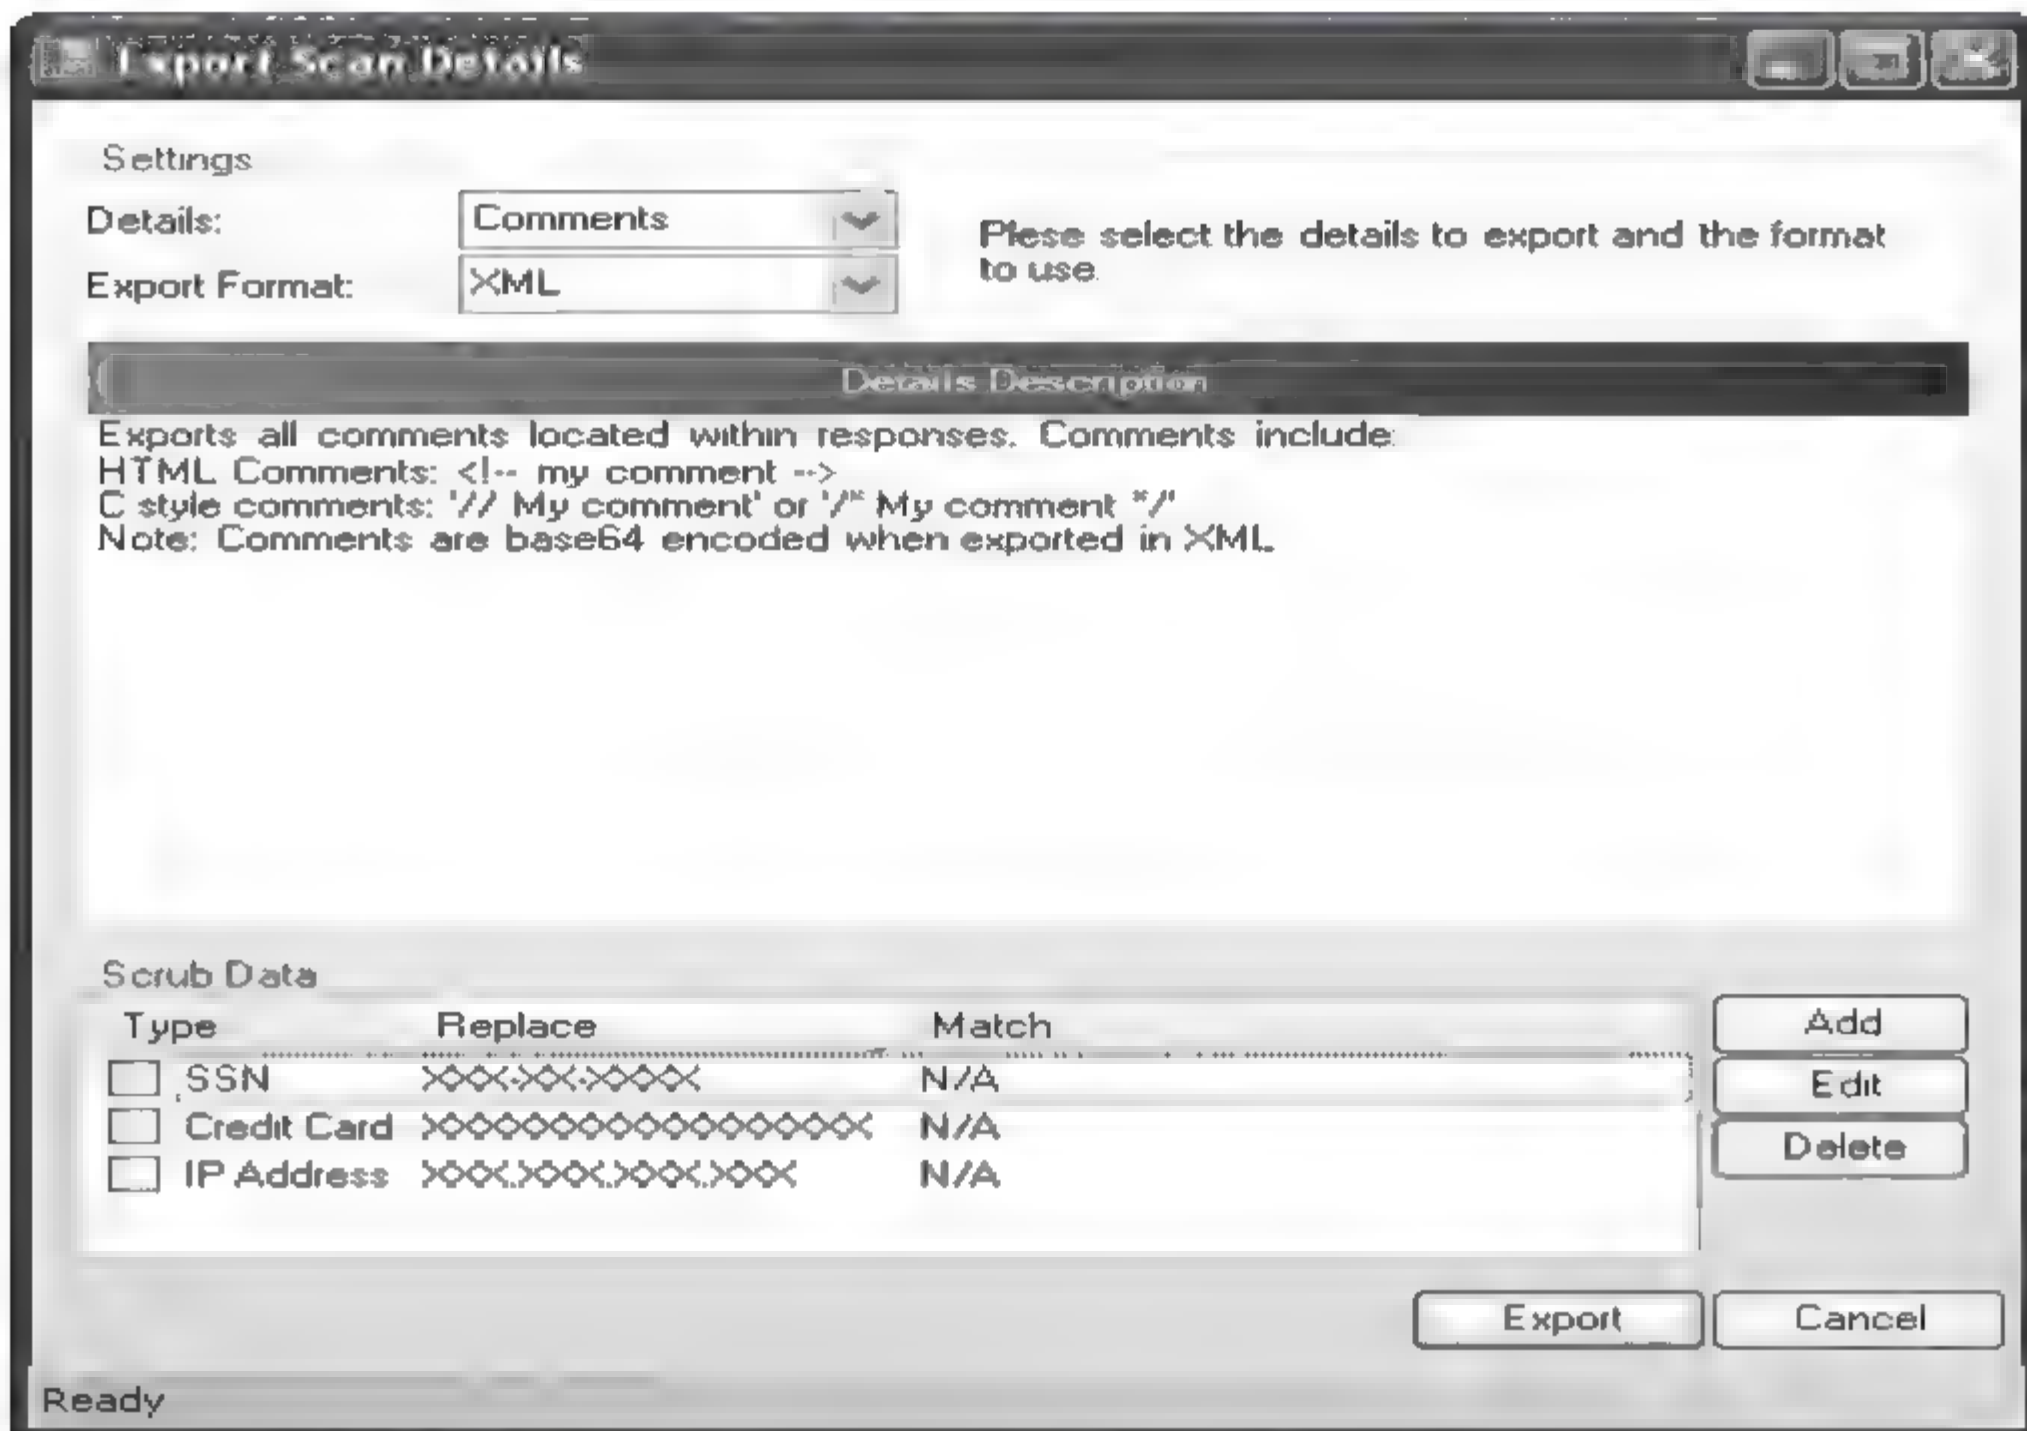 Export Scan Details
Settings
Details: Comments
Export Format: XML
Plese select the details to export and the format
to use.
Details Description
Exports all comments located within responses. Comments include:
HTML Comments: <!-- my comment -->
C style comments: '// My comment' or '/* My comment */'
Note: Comments are base64 encoded when exported in XML.
Scrub Data
Type Replace Match
SSN XXX-XX-XXXX N/A
Credit Card XXXXXXXXXXXXXXXX N/A
IP Address XXX.XXX.XXX.XXX N/A
Add
Edit
Delete
Export Cancel
Ready